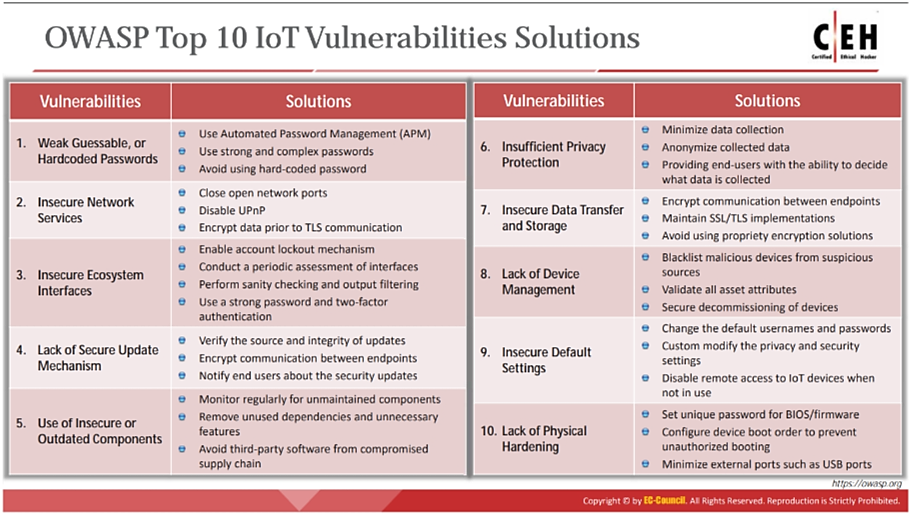 OWASP Top 10 IoT Vulnerabilities Solutions
CEH
Certified Ethical Hacker
Vulnerabilities
Solutions
1. Weak Guessable, or
Hardcoded Passwords
Use Automated Password Management (APM)
Use strong and complex passwords
Avoid using hard-coded password
2. Insecure Network
Services
Close open network ports
Disable UPnP
Encrypt data prior to TLS communication
3. Insecure Ecosystem
Interfaces
Enable account lockout mechanism
Conduct a periodic assessment of interfaces
Perform sanity checking and output filtering
Use a strong password and two-factor
authentication
4. Lack of Secure Update
Mechanism
Verify the source and integrity of updates
Encrypt communication between endpoints
Notify end users about the security updates
5. Use of Insecure or
Outdated Components
Monitor regularly for unmaintained components
Remove unused dependencies and unnecessary
features
Avoid third-party software from compromised
supply chain
Vulnerabilities
Solutions
6. Insufficient Privacy
Protection
Minimize data collection
Anonymize collected data
Providing end-users with the ability to decide
what data is collected
7. Insecure Data Transfer
and Storage
Encrypt communication between endpoints
Maintain SSL/TLS implementations
Avoid using propriety encryption solutions
8. Lack of Device
Management
Blacklist malicious devices from suspicious
sources
Validate all asset attributes
Secure decommissioning of devices
9. Insecure Default
Settings
Change the default usernames and passwords
Custom modify the privacy and security
settings
Disable remote access to IoT devices when
not in use
10. Lack of Physical
Hardening
Set unique password for BIOS/firmware
Configure device boot order to prevent
unauthorized booting
Minimize external ports such as USB ports
https://owasp.org
Copyright © by EC-Council. All Rights Reserved. Reproduction is Strictly Prohibited.